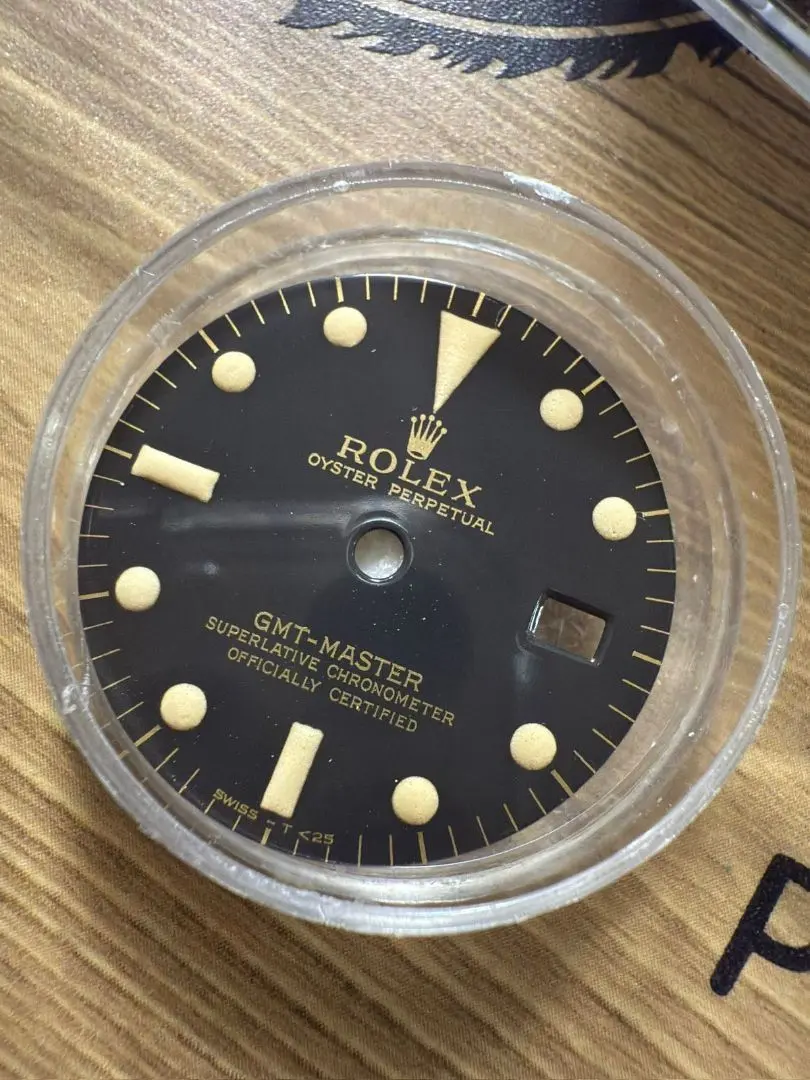 ROLEX
OYSTER PERPETUAL
GMT-MASTER
SUPERLATIVE CHRONOMETER
OFFICIALLY CERTIFIED
SWISS - T <25
P